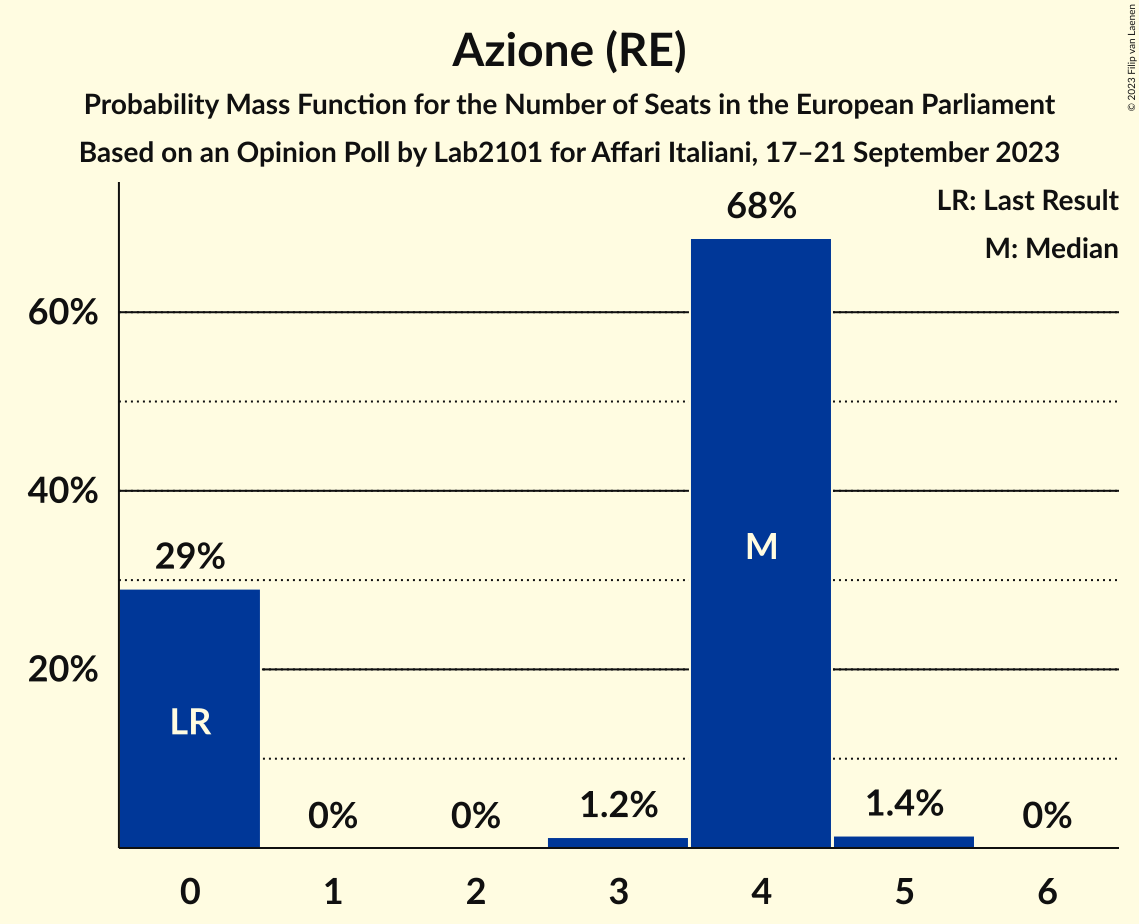 © 2023 Filip van Laenen
Azione (RE)
Probability Mass Function for the Number of Seats in the European Parliament
Based on an Opinion Poll by Lab2101 for Affari Italiani, 17–21 September 2023
LR: Last Result
M: Median
60%
40%
20%
29%
0%
0%
1.2%
68%
1.4%
0%
LR
M
0 1 2 3 4 5 6